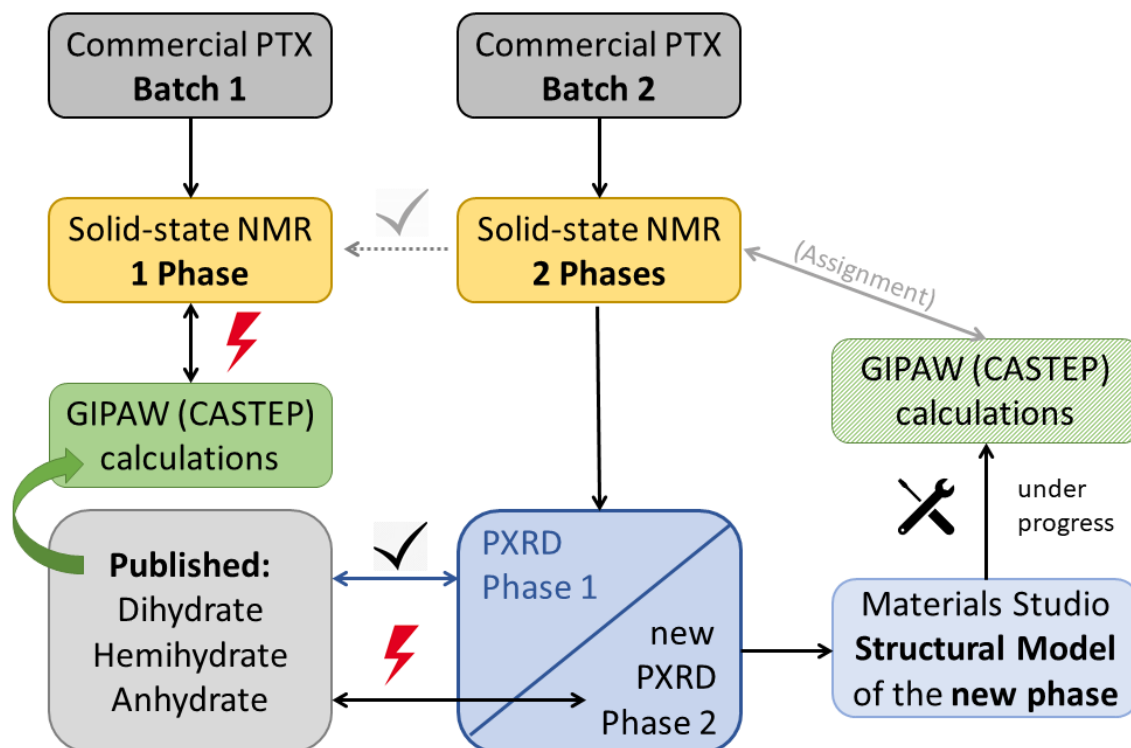 Commercial PTX
Batch 1
Commercial PTX
Batch 2
Solid-state NMR
1 Phase
Solid-state NMR
2 Phases
(Assignment)
GIPAW (CASTEP)
calculations
GIPAW (CASTEP)
calculations
under
progress
Published:
Dihydrate
Hemihydrate
Anhydrate
PXRD
Phase 1
new
PXRD
Phase 2
Materials Studio
Structural Model
of the new phase